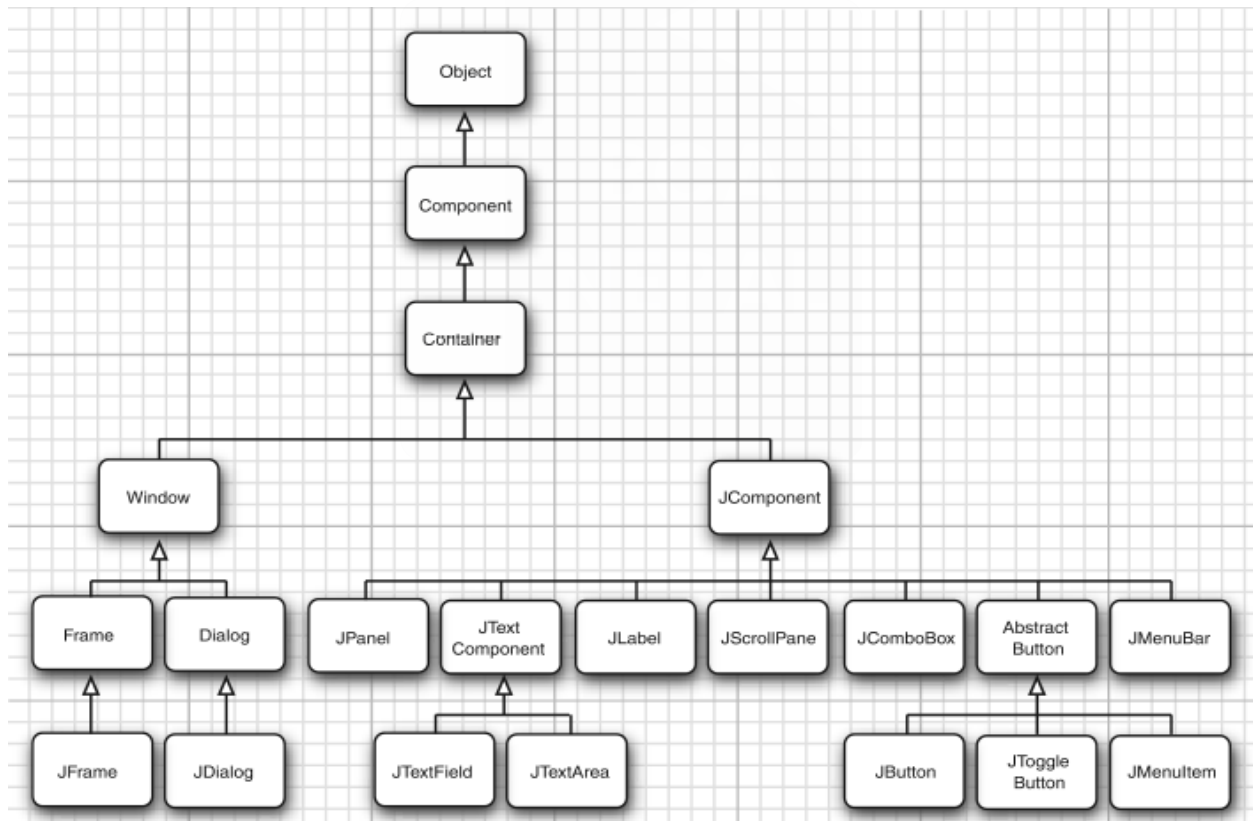 Object
Component
Container
Window
JComponent
Frame
Dialog
JPanel
JText
Component
JLabel
JScrollPane
JComboBox
Abstract
Button
JMenuBar
JFrame
JDialog
JTextField
JTextArea
JButton
JToggle
Button
JMenuItem